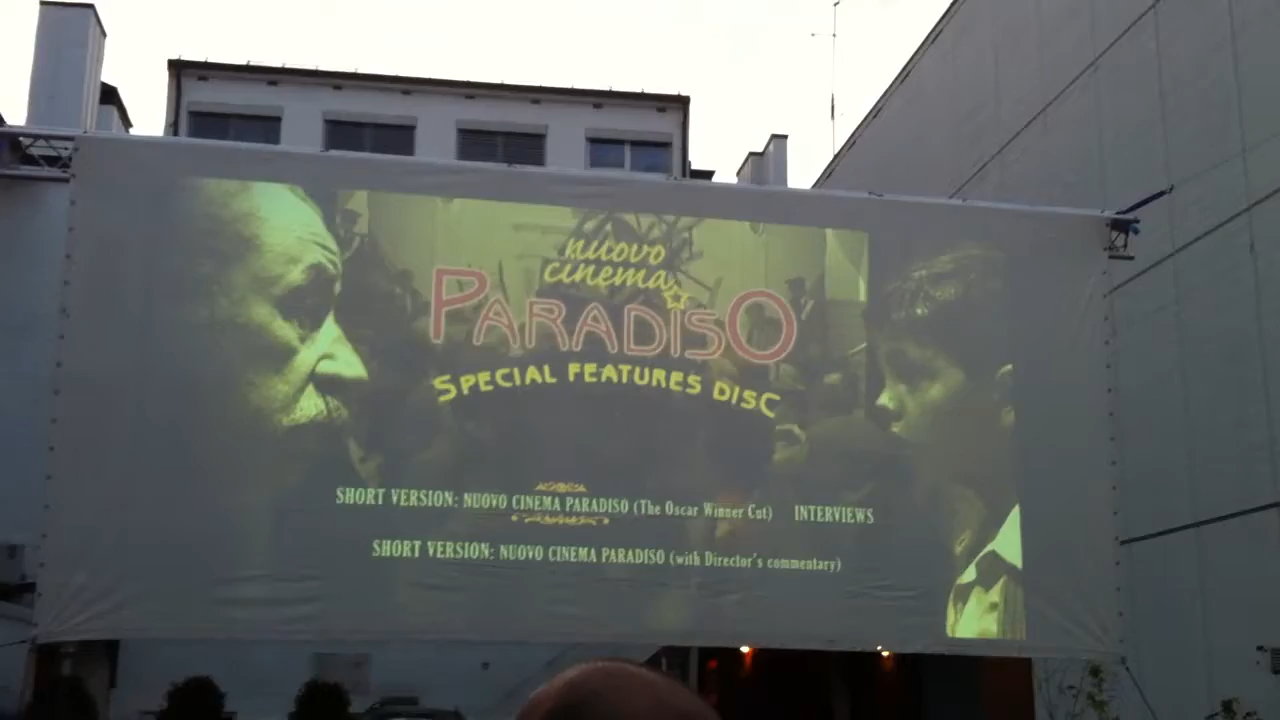 nuovo
cinema
PARADISO
SPECIAL FEATURES DISC
SHORT VERSION: NUOVO CINEMA PARADISO (The Oscar Winner Cut) INTERVIEWS
SHORT VERSION: NUOVO CINEMA PARADISO (with Director's commentary)